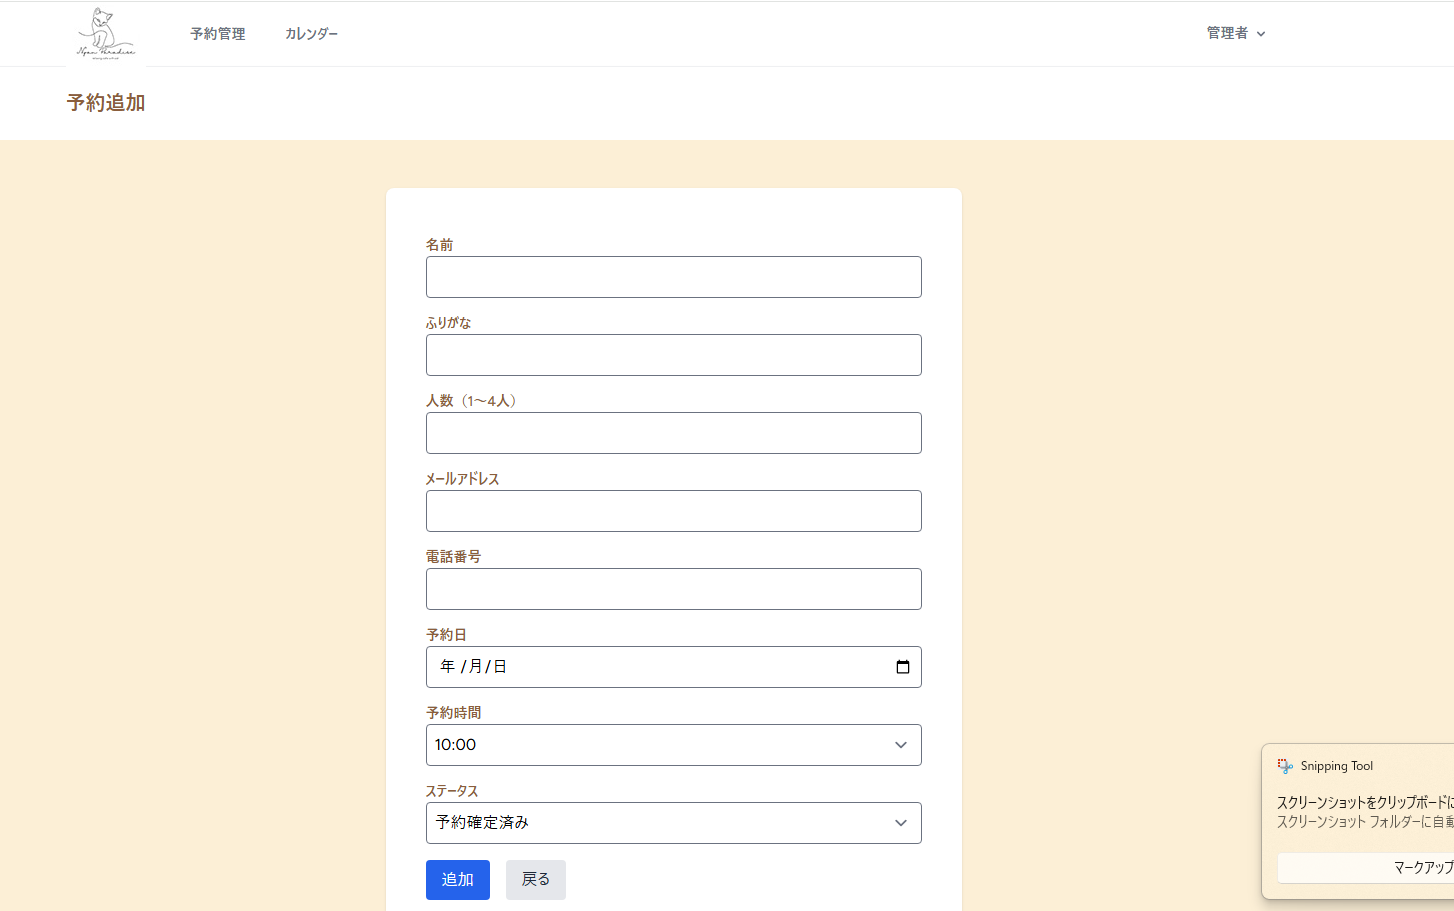 予約管理
カレンダー
管理者
Nyan Paradise
予約追加
名前
ふりがな
人数（1～4人）
メールアドレス
電話番号
予約日
年 /月/日
予約時間
10:00
ステータス
予約確定済み
追加
戻る
Snipping Tool
スクリーンショットをクリップボードに
スクリーンショット フォルダーに自動
マークアップ